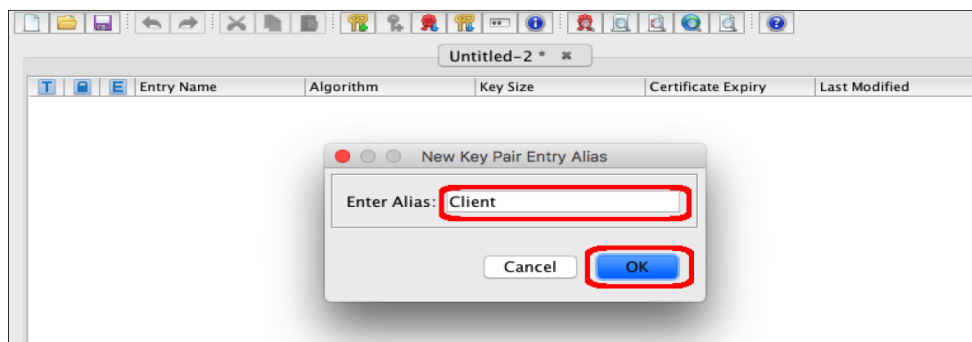 Untitled-2 *
T E Entry Name Algorithm Key Size Certificate Expiry Last Modified
New Key Pair Entry Alias
Enter Alias: Client
Cancel OK